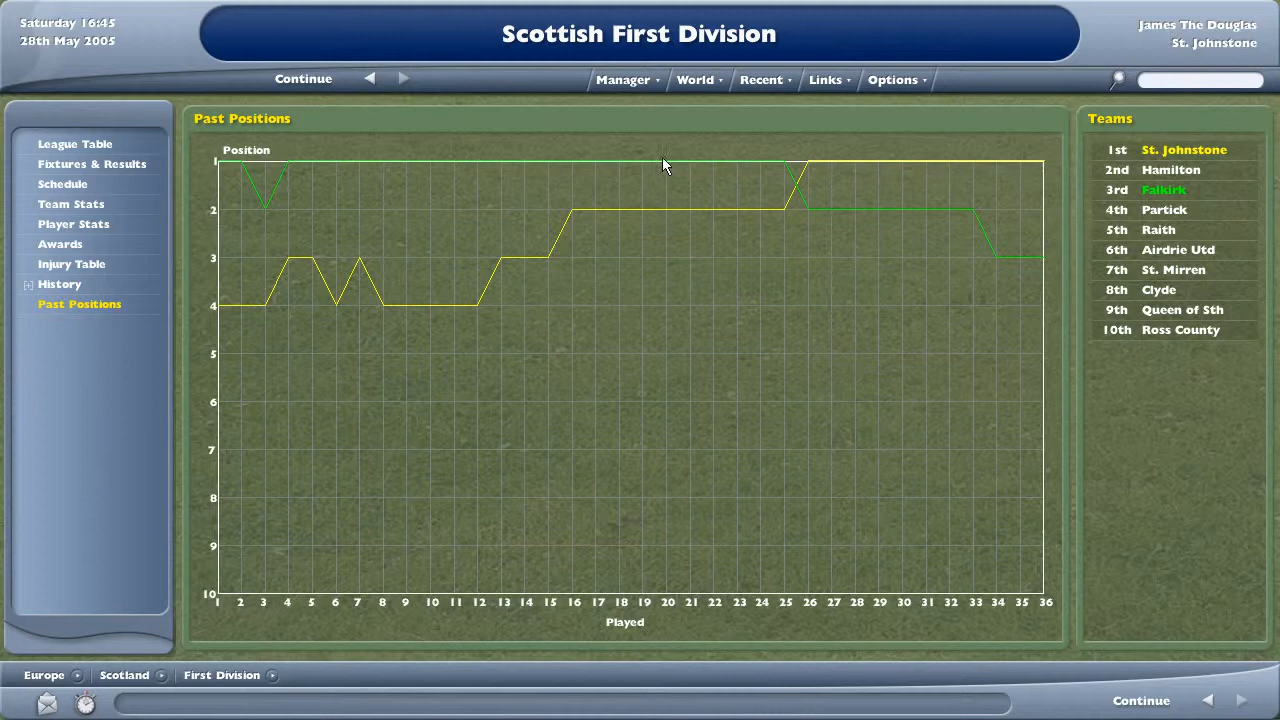 Saturday 16:45
28th May 2005
Scottish First Division
James The Douglas
St. Johnstone
Continue
Manager
World
Recent
Links
Options
League Table
Fixtures & Results
Schedule
Team Stats
Player Stats
Awards
Injury Table
History
Past Positions
Past Positions
Position
1
2
3
4
5
6
7
8
9
10
1 2 3 4 5 6 7 8 9 10 11 12 13 14 15 16 17 18 19 20 21 22 23 24 25 26 27 28 29 30 31 32 33 34 35 36
Played
Teams
1st St. Johnstone
2nd Hamilton
3rd Falkirk
4th Partick
5th Raith
6th Airdrie Utd
7th St. Mirren
8th Clyde
9th Queen of Sth
10th Ross County
Europe
Scotland
First Division
Continue